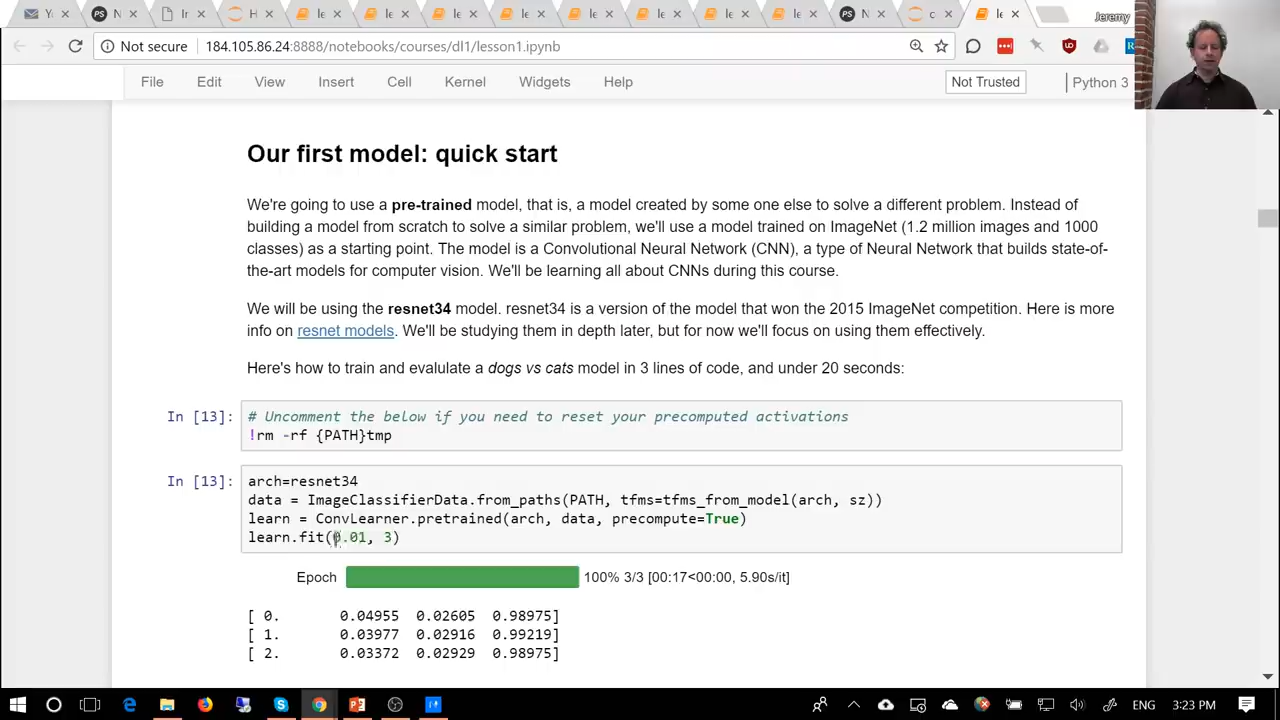 Jeremy
Not secure
184.105.86.24:8888/notebooks/courses/dl1/lesson1.ipynb
File Edit View Insert Cell Kernel Widgets Help Not Trusted Python 3
Our first model: quick start
We're going to use a pre-trained model, that is, a model created by some one else to solve a different problem. Instead of
building a model from scratch to solve a similar problem, we'll use a model trained on ImageNet (1.2 million images and 1000
classes) as a starting point. The model is a Convolutional Neural Network (CNN), a type of Neural Network that builds state-of-
the-art models for computer vision. We'll be learning all about CNNs during this course.
We will be using the resnet34 model. resnet34 is a version of the model that won the 2015 ImageNet competition. Here is more
info on resnet models. We'll be studying them in depth later, but for now we'll focus on using them effectively.
Here's how to train and evalulate a dogs vs cats model in 3 lines of code, and under 20 seconds:
In [13]: # Uncomment the below if you need to reset your precomputed activations
!rm -rf {PATH}tmp
In [13]: arch=resnet34
data = ImageClassifierData.from_paths(PATH, tfms=tfms_from_model(arch, sz))
learn = ConvLearner.pretrained(arch, data, precompute=True)
learn.fit(0.01, 3)
Epoch 100% 3/3 [00:17<00:00, 5.90s/it]
[ 0. 0.04955 0.02605 0.98975]
[ 1. 0.03977 0.02916 0.99219]
[ 2. 0.03372 0.02929 0.98975]
ENG 3:23 PM